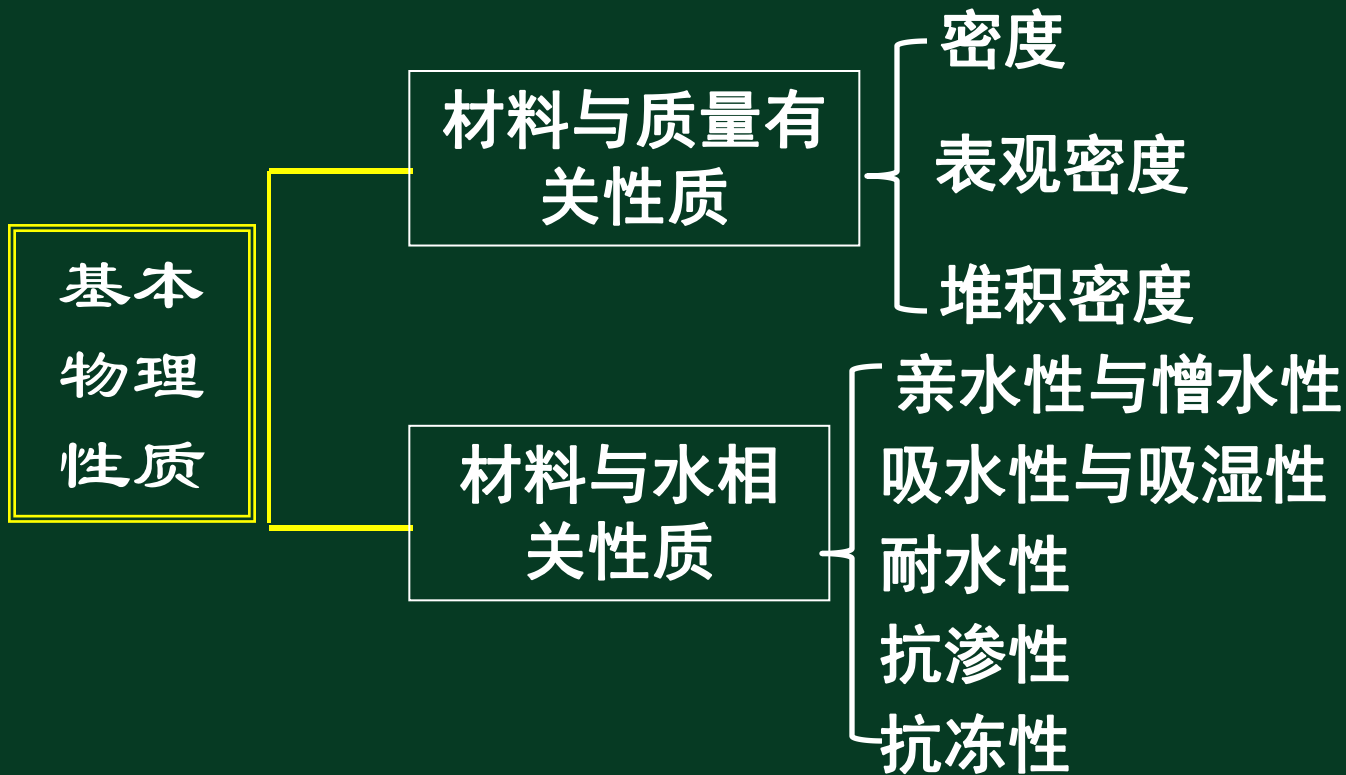 基本
物理
性质
材料与质量有
关性质
密度
表观密度
堆积密度
材料与水相
关性质
亲水性与憎水性
吸水性与吸湿性
耐水性
抗渗性
抗冻性